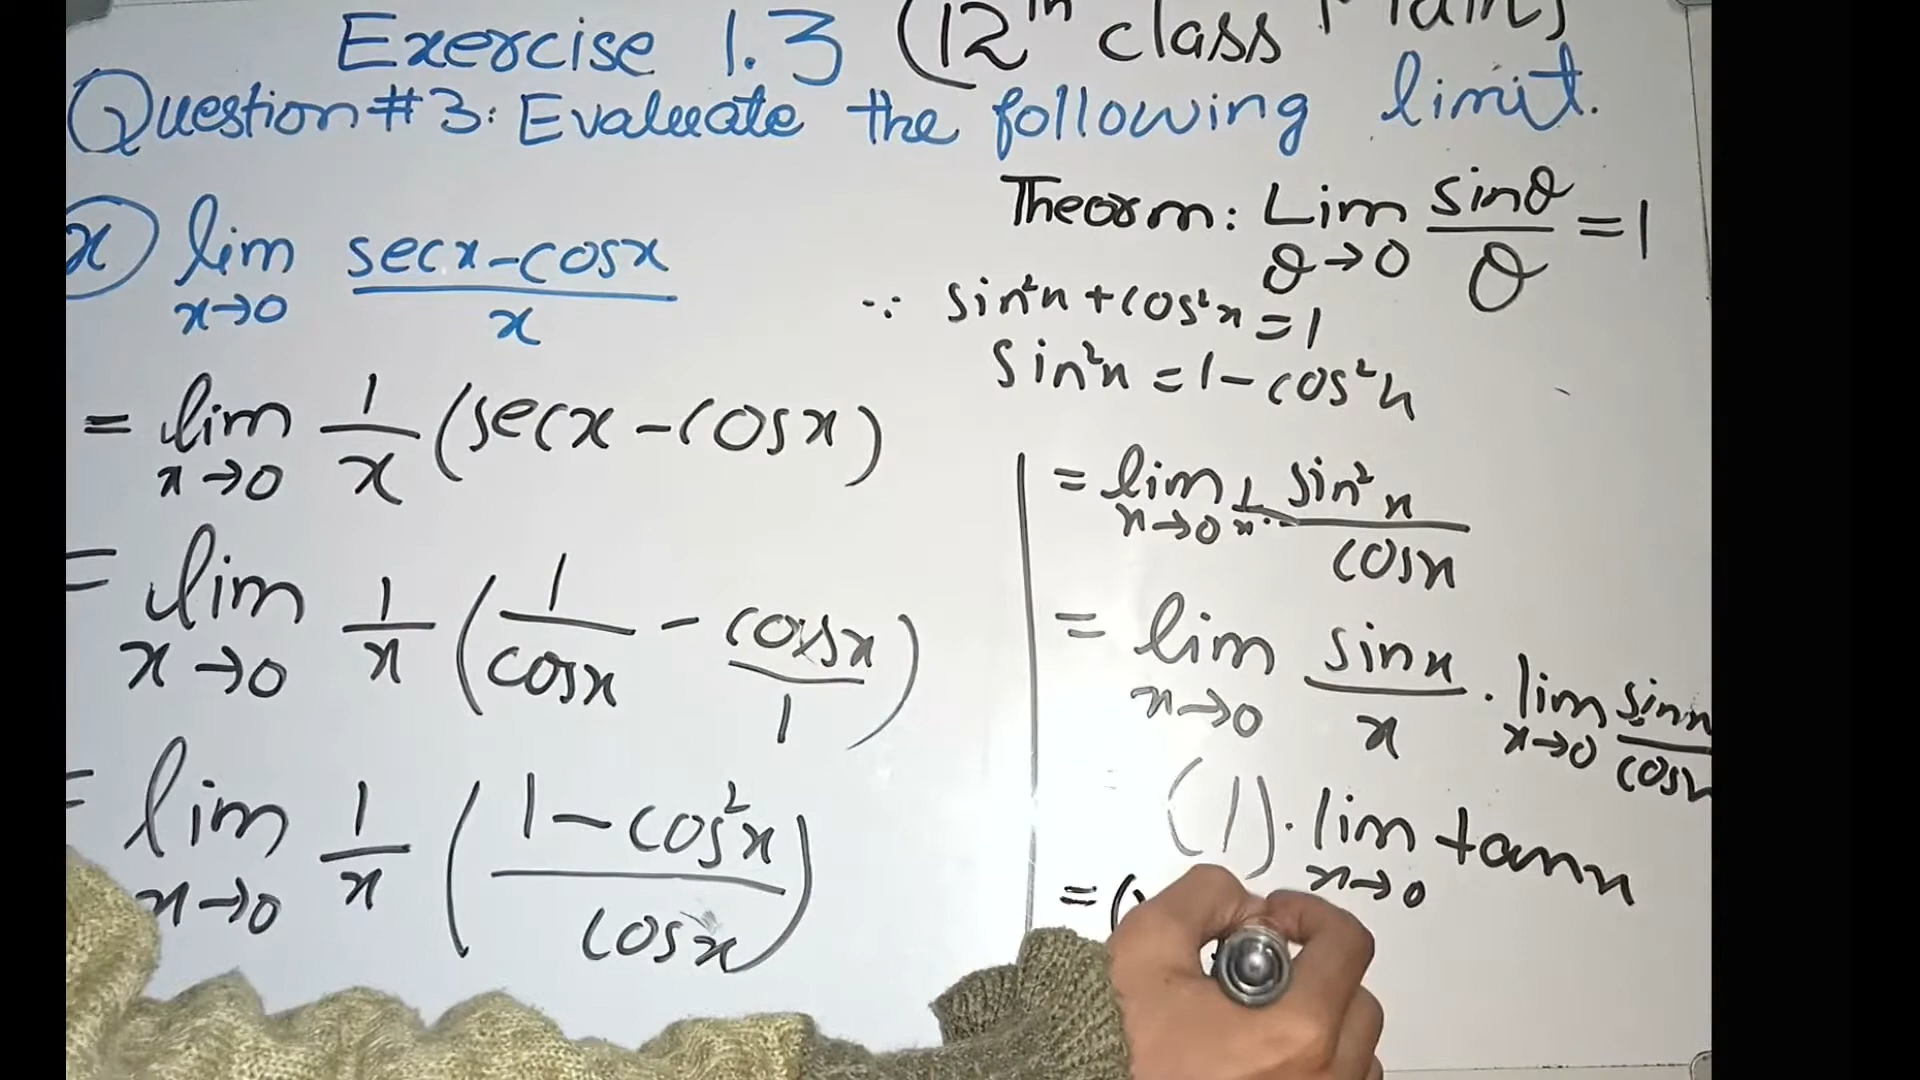 Exercise 1.3 (12th class Math)
Question#3: Evaluate the following limit.
x) lim x→0 (secx-cosx)/x
= lim x→0 1/x (secx - cosx)
= lim x→0 1/x (1/cosx - cosx/1)
= lim x→0 1/x ((1-cos²x)/cosx)
Theorm: Lim θ→0 sinθ/θ = 1
∵ sin²x + cos²x = 1
sin²x = 1 - cos²x
= lim x→0 1/x · sin²x/cosx
= lim x→0 sinx/x · lim x→0 sinx/cosx
(1) · lim x→0 tanx
= (